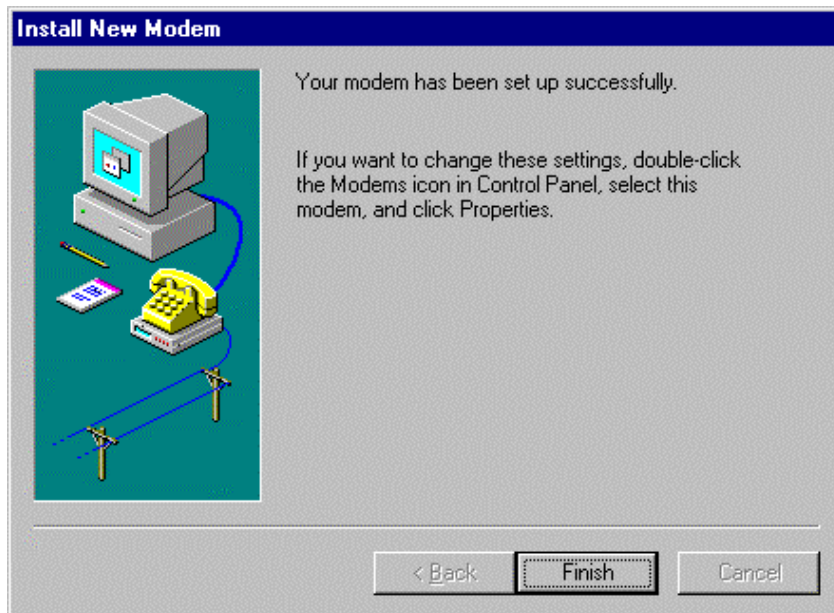 Install New Modem
Your modem has been set up successfully.
If you want to change these settings, double-click
the Modems icon in Control Panel, select this
modem, and click Properties.
< Back
Finish
Cancel